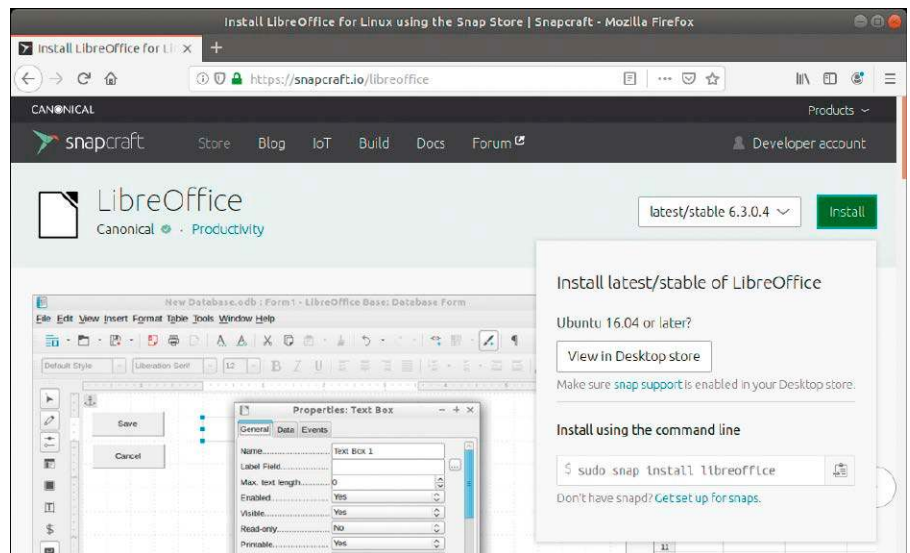 Install LibreOffice for Linux using the Snap Store | Snapcraft - Mozilla Firefox
Install LibreOffice for Li
https://snapcraft.io/libreoffice
CANONICAL
Products
snapcraft
Store Blog IoT Build Docs Forum
Developer account
LibreOffice
Canonical · Productivity
latest/stable 6.3.0.4
Install
Install latest/stable of LibreOffice
Ubuntu 16.04 or later?
View in Desktop store
Make sure snap support is enabled in your Desktop store.
Install using the command line
$ sudo snap install libreoffice
Don't have snapd? Get set up for snaps.
New Database.odb : Form1 - LibreOffice Base: Database Form
File Edit View Insert Format Table Tools Window Help
Default Style
Liberation Serif
12
Save
Cancel
Properties: Text Box
General Data Events
Name Text Box 1
Label Field
Max. text length 0
Enabled Yes
Visible Yes
Read-only No
Printable Yes
11